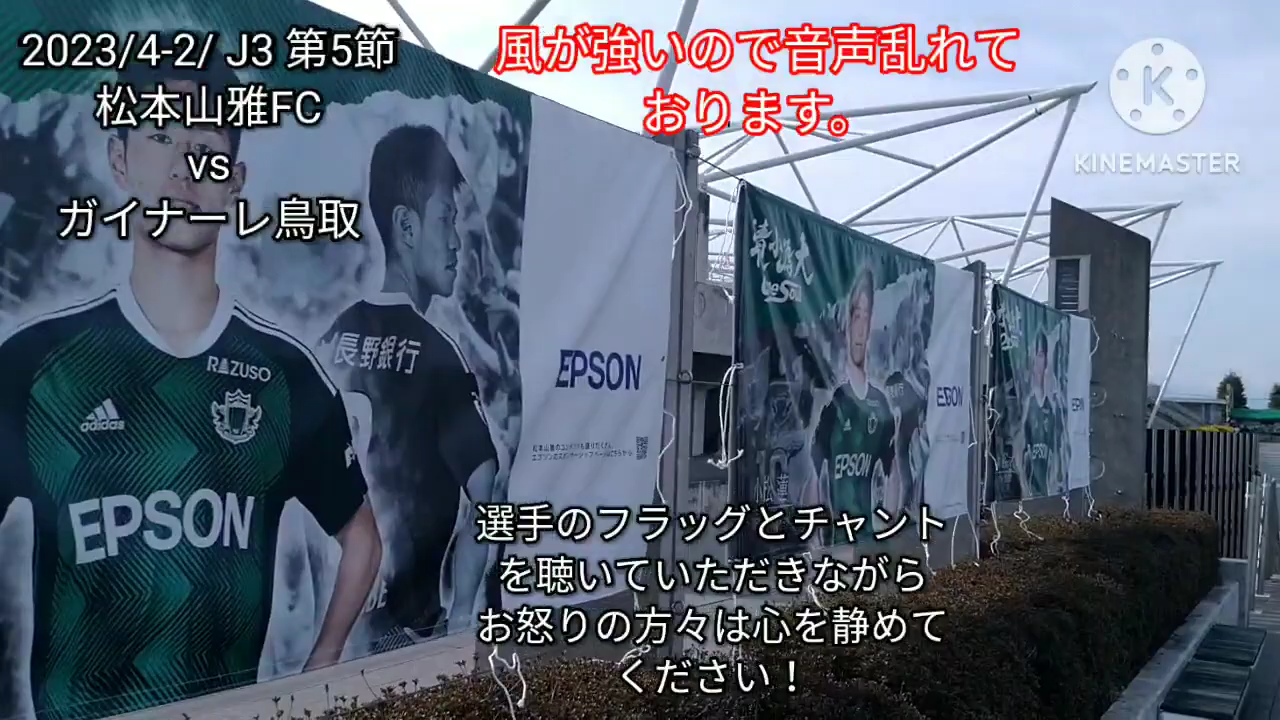 2023/4-2/ J3 第5節
松本山雅FC
vs
ガイナーレ鳥取
風が強いので音声乱れて
おります。
K
KINEMASTER
RAZUSO
adidas
EPSON
長野銀行
EPSON
EPSON
EPSON
EPSON
選手のフラッグとチャント
を聴いていただきながら
お怒りの方々は心を静めて
ください！